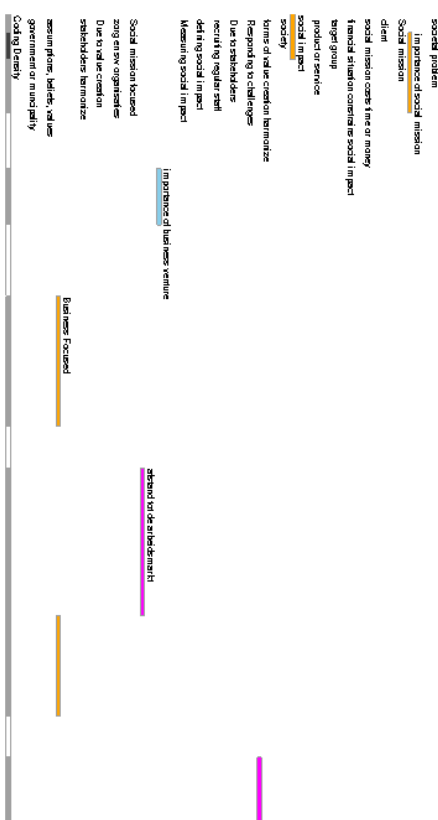 societal problem
importance of social mission
Social mission
client
social mission costs time or money
financial situation constrains social impact
target group
product or service
social impact
society
forms of value creation harmonize
Responding to challenges
Due to stakeholders
recruiting regular staff
defining social impact
Measuring social impact
importance of business venture
afstand tot de arbeidsmarkt
Social mission focused
zorg en sw organisaties
Due to value creation
stakeholders harmonize
Business Focused
assumptions, beliefs, values
government or municipality
Coding Density